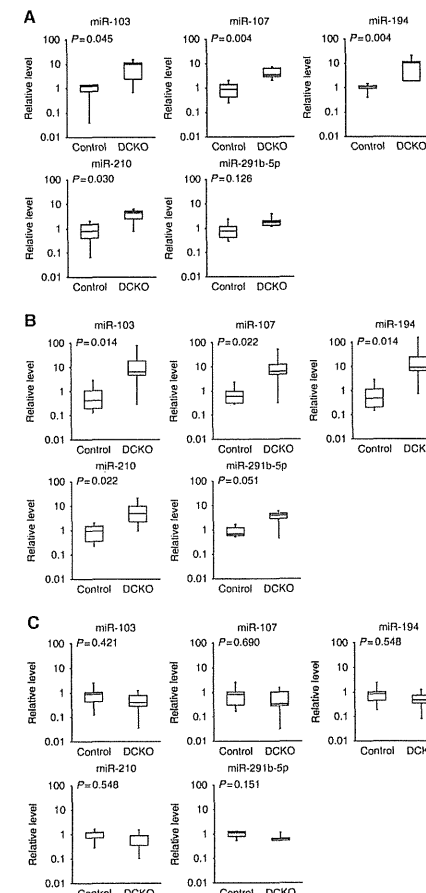 A
miR-103 miR-107 miR-194
P=0.045 P=0.004 P=0.004
Relative level Relative level Relative level
100 100 100
10 10 10
1 1 1
0.1 0.1 0.1
0.01 0.01 0.01
Control DCKO Control DCKO Control DCKO
miR-210 miR-291b-5p
P=0.030 P=0.126
Relative level Relative level
100 100
10 10
1 1
0.1 0.1
0.01 0.01
Control DCKO Control DCKO
B
miR-103 miR-107 miR-194
P=0.014 P=0.022 P=0.014
Relative level Relative level Relative level
100 100 100
10 10 10
1 1 1
0.1 0.1 0.1
0.01 0.01 0.01
Control DCKO Control DCKO Control
miR-210 miR-291b-5p
P=0.022 P=0.051
Relative level Relative level
100 100
10 10
1 1
0.1 0.1
0.01 0.01
Control DCKO Control DCKO
C
miR-103 miR-107 miR-194
P=0.421 P=0.690 P=0.548
Relative level Relative level Relative level
100 100 100
10 10 10
1 1 1
0.1 0.1 0.1
0.01 0.01 0.01
Control DCKO Control DCKO Control
miR-210 miR-291b-5p
P=0.548 P=0.151
Relative level Relative level
100 100
10 10
1 1
0.1 0.1
0.01 0.01